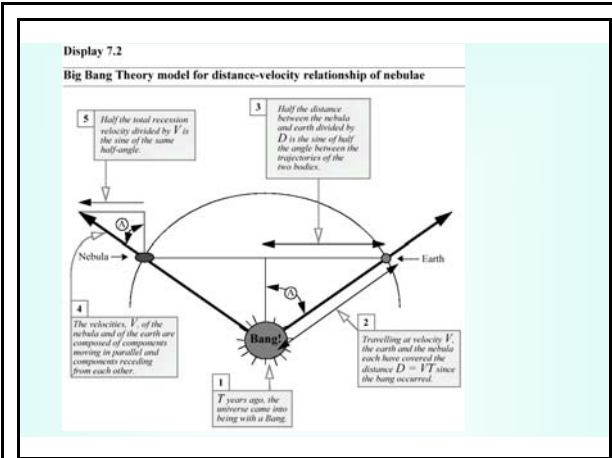 Display 7.2
Big Bang Theory model for distance-velocity relationship of nebulae
5
Half the total recession
velocity divided by V is
the sine of the same
half-angle.
3
Half the distance
between the nebula
and earth divided by
D is the sine of half
the angle between the
trajectories of the
two bodies.
A
Nebula
Earth
A
4
The velocities, V, of the
nebula and of the earth are
composed of components
moving in parallel and
components receding
from each other.
Bang!
2
Travelling at velocity V,
the earth and the nebula
each have covered the
distance D = VT since
the bang occurred.
1
T years ago, the
universe came into
being with a Bang.